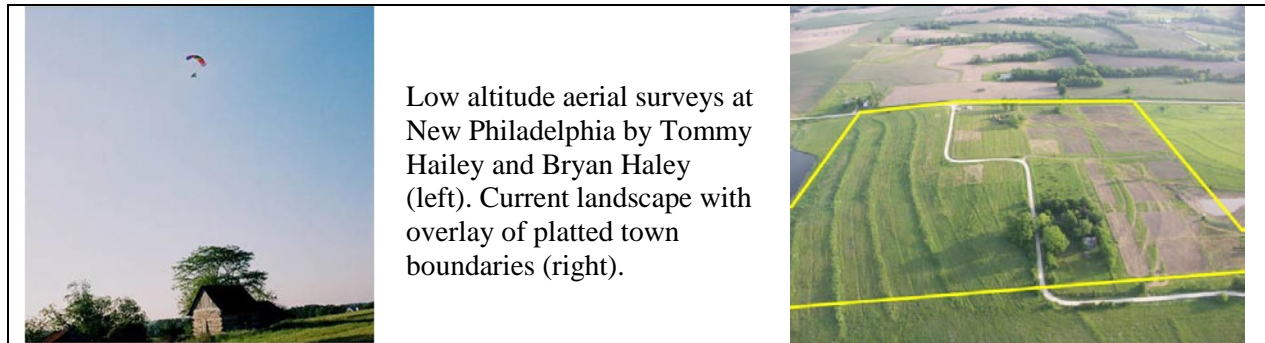 Low altitude aerial surveys at
New Philadelphia by Tommy
Hailey and Bryan Haley
(left). Current landscape with
overlay of platted town
boundaries (right).